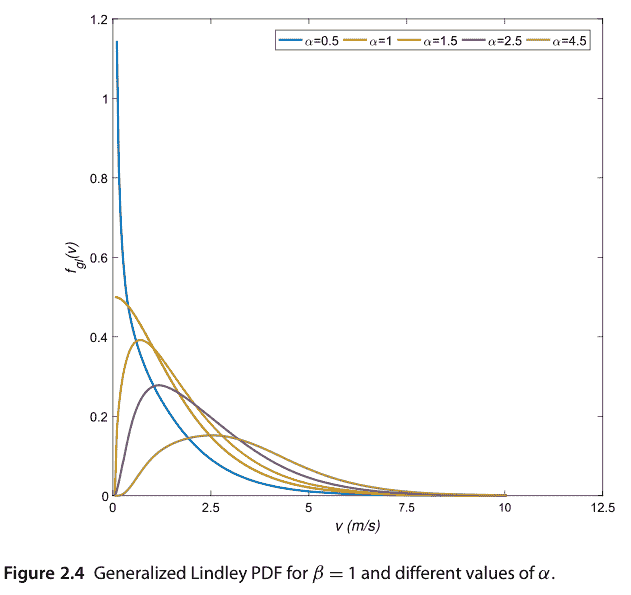 1.2
α=0.5 α=1 α=1.5 α=2.5 α=4.5
1
0.8
0.6
0.4
0.2
0
f_gl(v)
0 2.5 5 7.5 10 12.5
v (m/s)
Figure 2.4 Generalized Lindley PDF for β = 1 and different values of α.